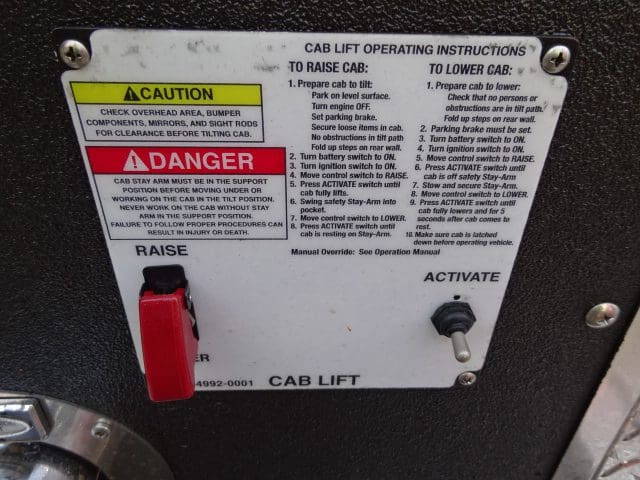 CAB LIFT OPERATING INSTRUCTIONS
CAUTION
CHECK OVERHEAD AREA, BUMPER
COMPONENTS, MIRRORS, AND SIGHT RODS
FOR CLEARANCE BEFORE TILTING CAB.
DANGER
CAB STAY ARM MUST BE IN THE SUPPORT
POSITION BEFORE MOVING UNDER OR
WORKING ON THE CAB IN THE TILT POSITION.
NEVER WORK ON THE CAB WITHOUT STAY
ARM IN THE SUPPORT POSITION.
FAILURE TO FOLLOW PROPER PROCEDURES CAN
RESULT IN INJURY OR DEATH.
TO RAISE CAB:
1. Prepare cab to tilt:
Park on level surface.
Turn engine OFF.
Set parking brake.
Secure loose items in cab.
No obstructions in tilt path
Fold up steps on rear wall.
2. Turn battery switch to ON.
3. Turn ignition switch to ON.
4. Move control switch to RAISE.
5. Press ACTIVATE switch until
cab fully lifts.
6. Swing safety Stay-Arm into
pocket.
7. Move control switch to LOWER.
8. Press ACTIVATE switch until
cab is resting on Stay-Arm.
TO LOWER CAB:
1. Prepare cab to lower:
Check that no persons or
obstructions are in tilt path.
Fold up steps on rear wall.
2. Parking brake must be set.
3. Turn battery switch to ON.
4. Turn ignition switch to ON.
5. Move control switch to RAISE.
6. Press ACTIVATE switch until
cab is off safety Stay-Arm
7. Stow and secure Stay-Arm.
8. Move control switch to LOWER.
9. Press ACTIVATE switch until
cab fully lowers and for 5
seconds after cab comes to
rest.
10. Make sure cab is latched
down before operating vehicle.
Manual Override: See Operation Manual
RAISE
ACTIVATE
ER
4992-0001 CAB LIFT